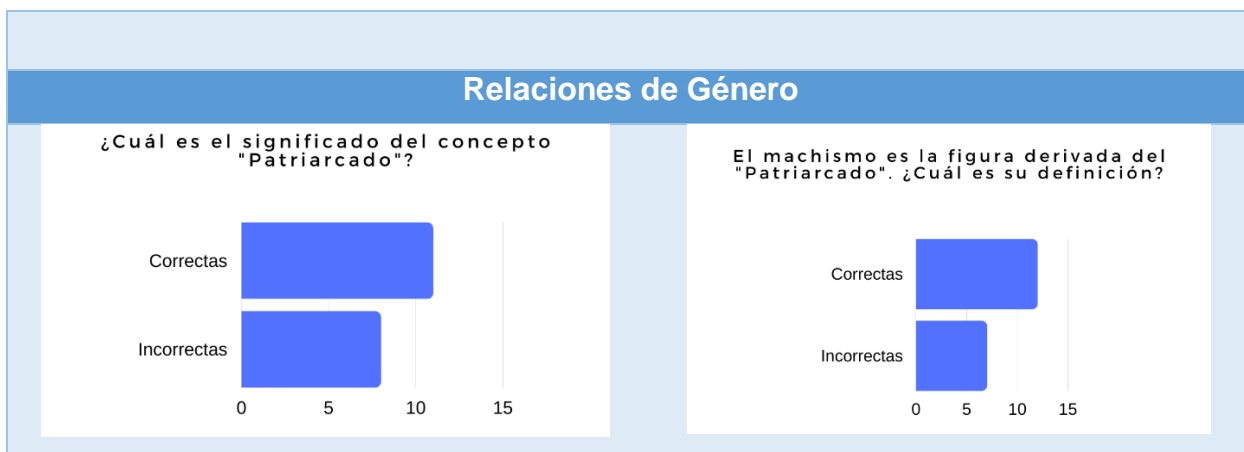 Relaciones de Género
¿Cuál es el significado del concepto
"Patriarcado"?
Correctas
Incorrectas
0 5 10 15
El machismo es la figura derivada del
"Patriarcado". ¿Cuál es su definición?
Correctas
Incorrectas
0 5 10 15